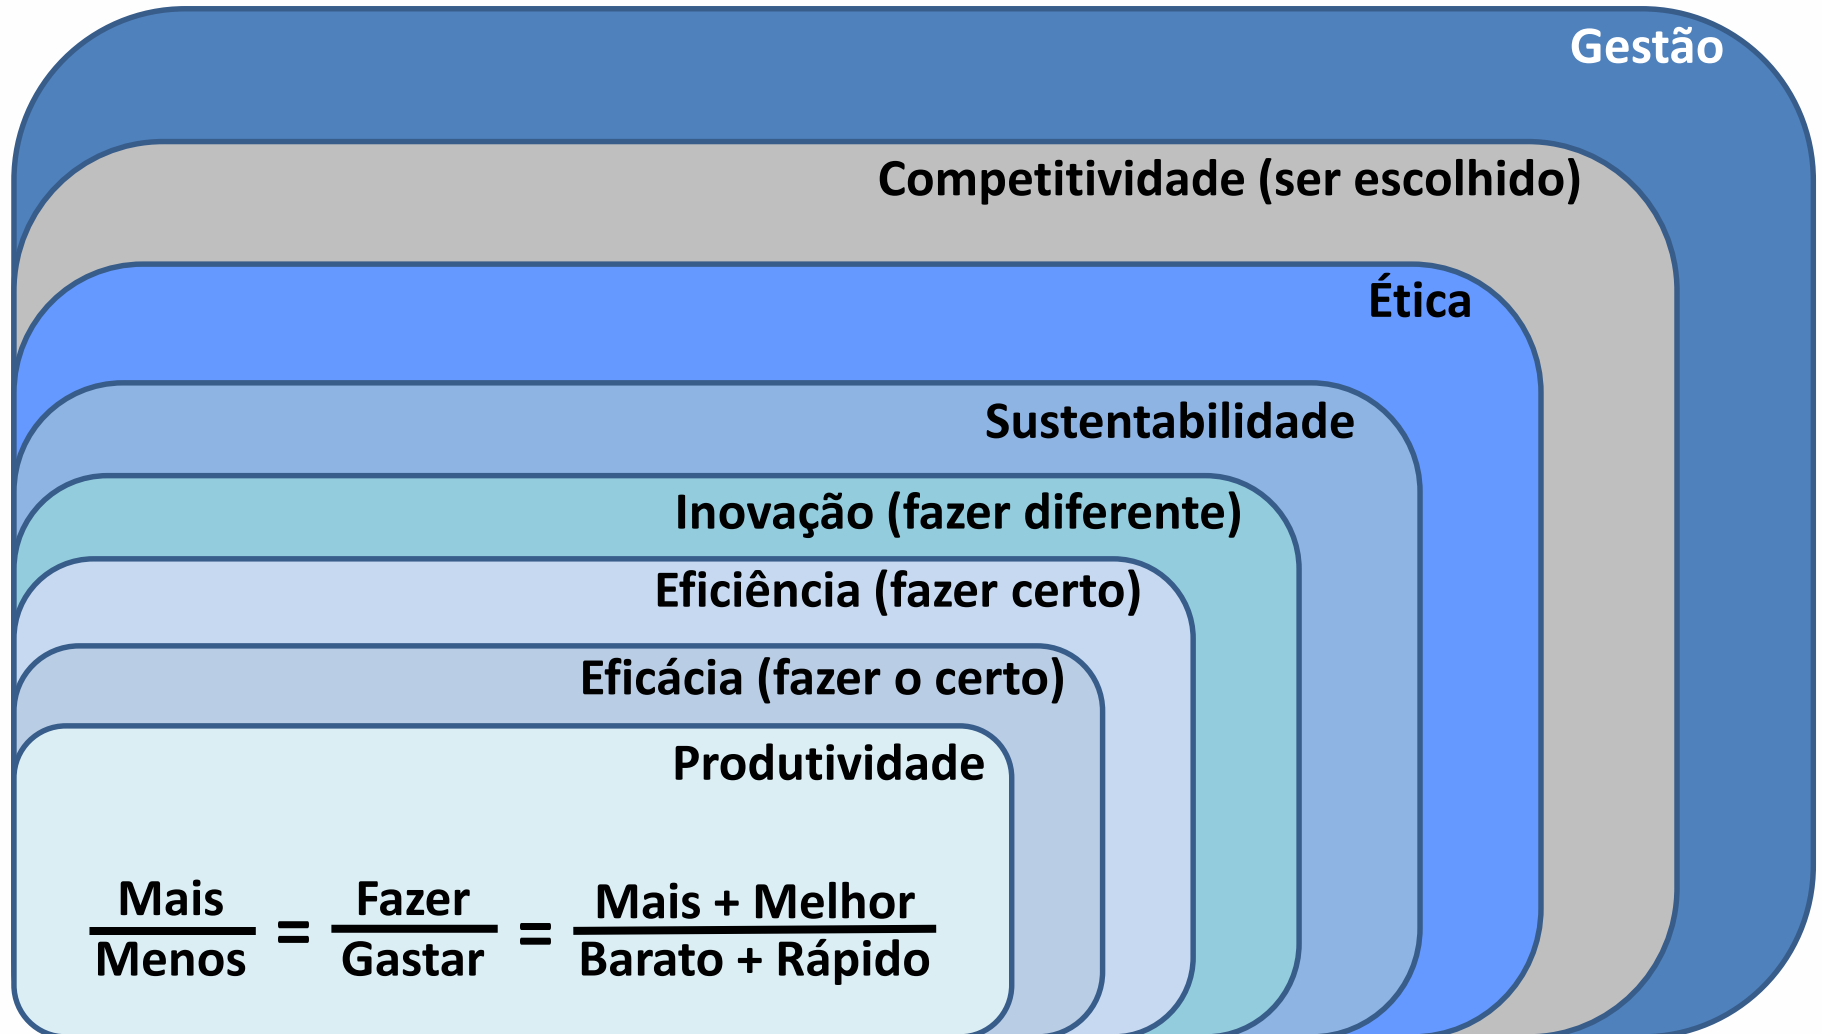 Gestão
Competitividade (ser escolhido)
Ética
Sustentabilidade
Inovação (fazer diferente)
Eficiência (fazer certo)
Eficácia (fazer o certo)
Produtividade
Mais = Fazer = Mais + Melhor
Menos Gastar Barato + Rápido